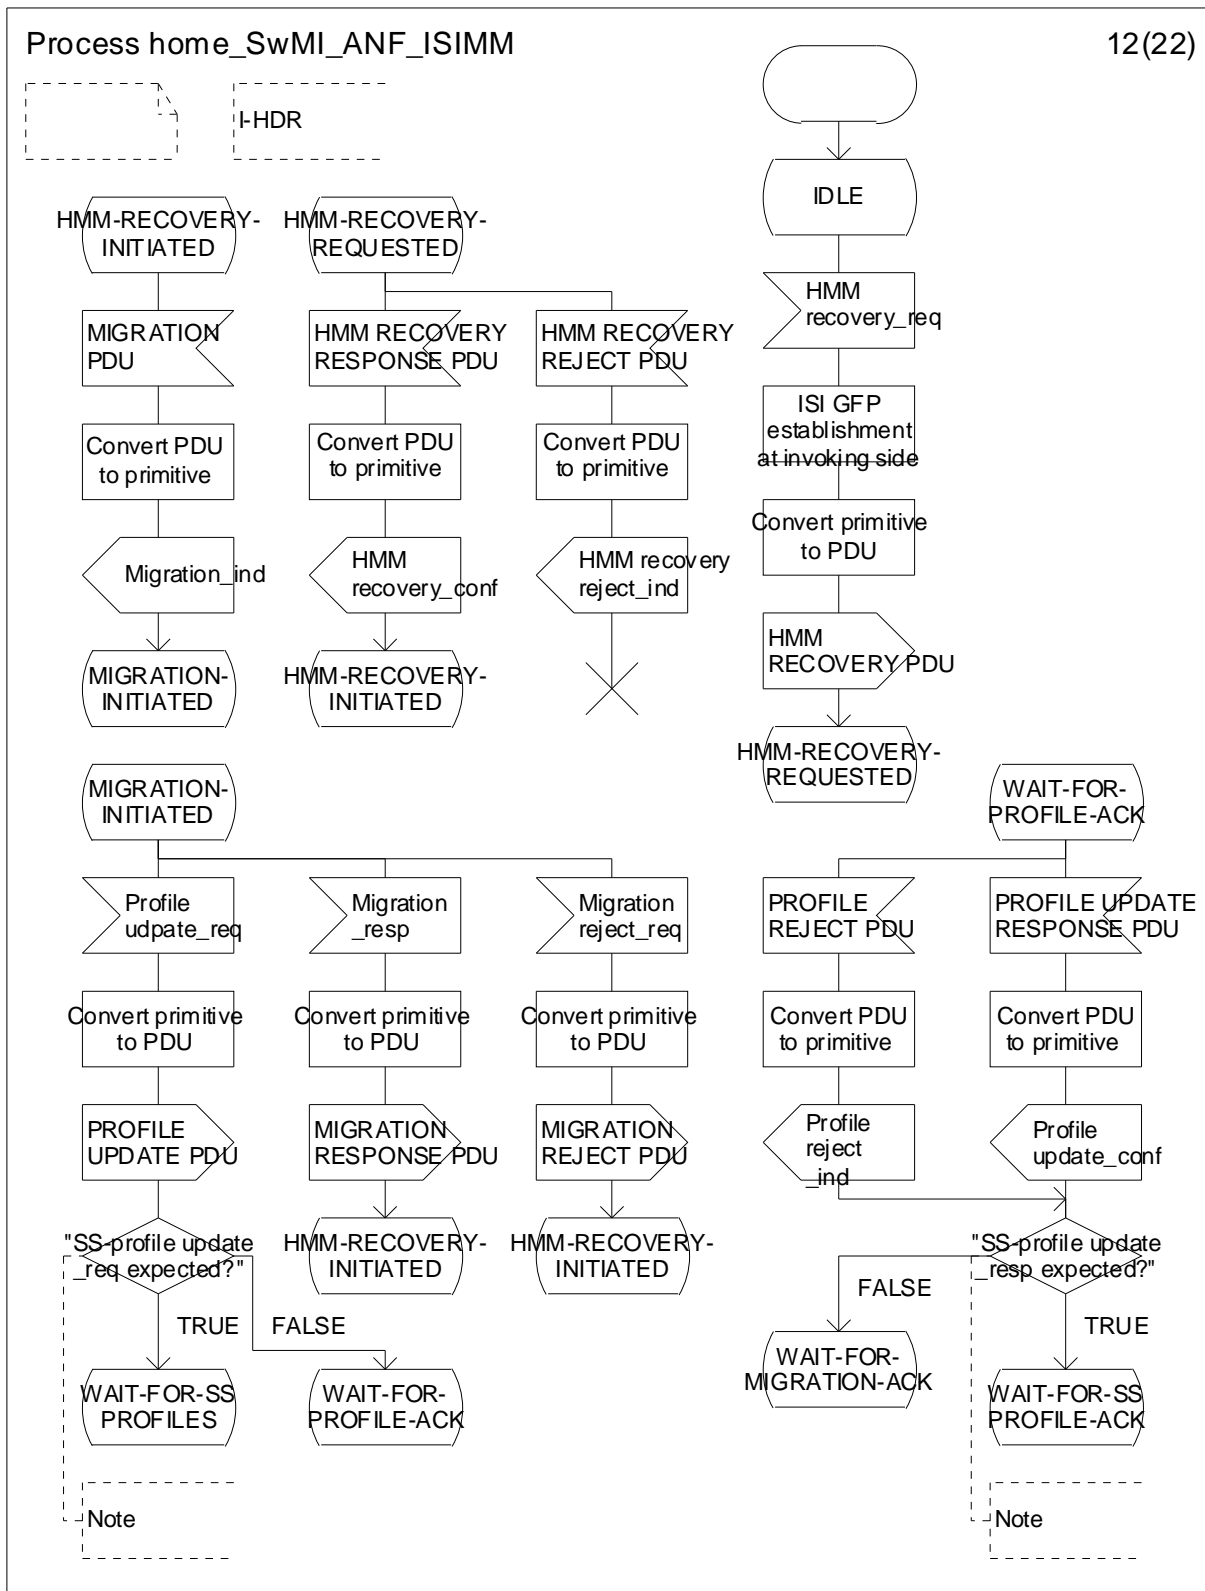 Process home_SwMI_ANF_ISIMM
12(22)
I-HDR
IDLE
HMM
recovery_req
ISI GFP
establishment
at invoking side
Convert primitive
to PDU
HMM
RECOVERY PDU
HMM-RECOVERY-
REQUESTED
HMM-RECOVERY-
INITIATED
MIGRATION
PDU
Convert PDU
to primitive
Migration_ind
MIGRATION-
INITIATED
HMM-RECOVERY-
REQUESTED
HMM RECOVERY
RESPONSE PDU
Convert PDU
to primitive
HMM
recovery_conf
HMM-RECOVERY-
INITIATED
HMM RECOVERY
REJECT PDU
Convert PDU
to primitive
HMM recovery
reject_ind
MIGRATION-
INITIATED
Profile
udpate_req
Convert primitive
to PDU
PROFILE
UPDATE PDU
"SS-profile update
_req expected?"
TRUE
FALSE
WAIT-FOR-SS
PROFILES
WAIT-FOR-
PROFILE-ACK
Note
Migration
_resp
Convert primitive
to PDU
MIGRATION
RESPONSE PDU
HMM-RECOVERY-
INITIATED
Migration
reject_req
Convert primitive
to PDU
MIGRATION
REJECT PDU
HMM-RECOVERY-
INITIATED
WAIT-FOR-
PROFILE-ACK
PROFILE
REJECT PDU
Convert PDU
to primitive
Profile
reject
_ind
PROFILE UPDATE
RESPONSE PDU
Convert PDU
to primitive
Profile
update_conf
"SS-profile update
_resp expected?"
FALSE
TRUE
WAIT-FOR-
MIGRATION-ACK
WAIT-FOR-SS
PROFILE-ACK
Note